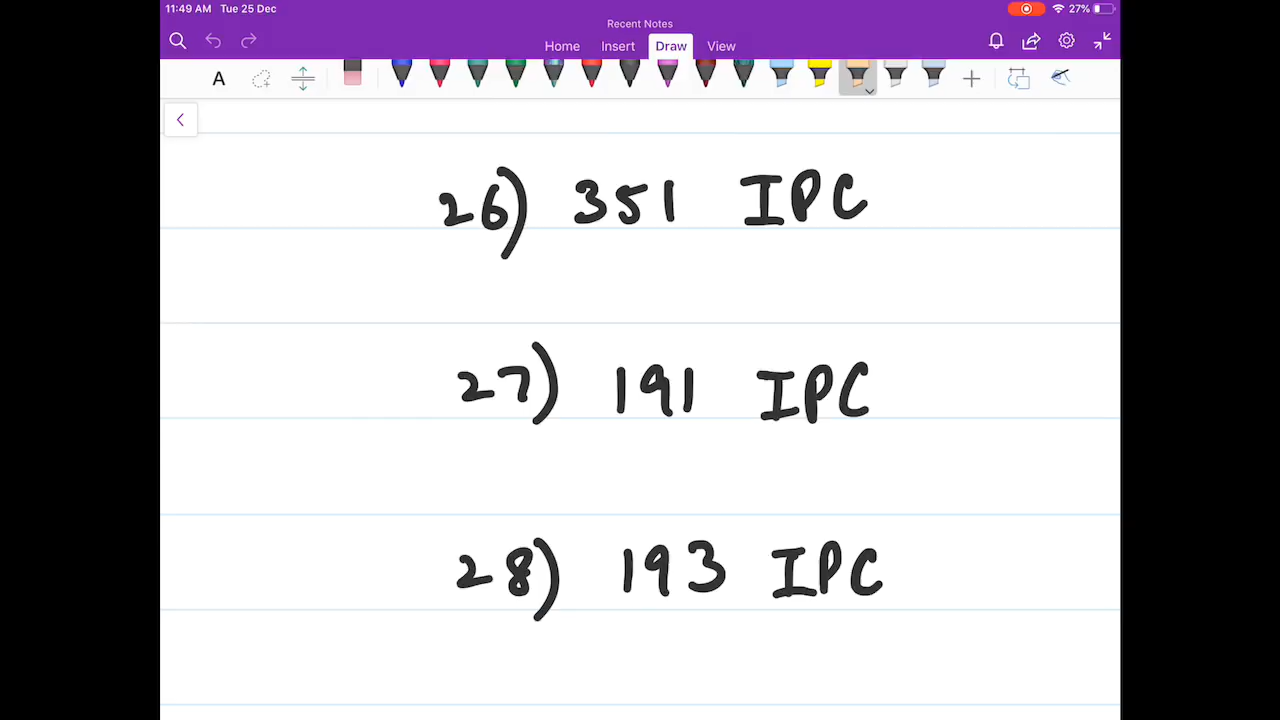 11:49 AM Tue 25 Dec
27%
Recent Notes
Home Insert Draw View
A
26) 351 IPC
27) 191 IPC
28) 193 IPC